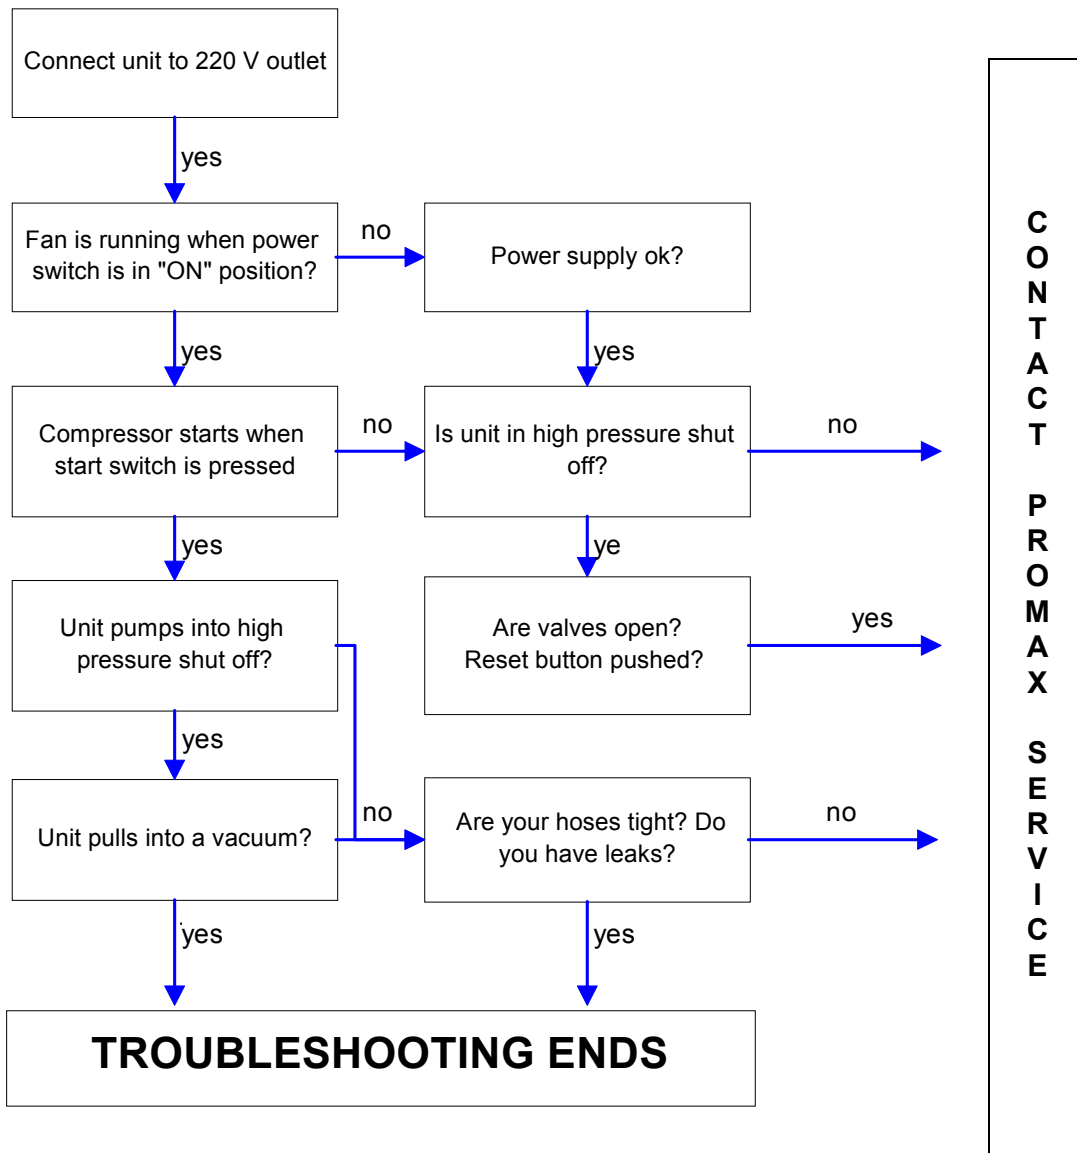 Connect unit to 220 V outlet
yes
Fan is running when power
switch is in "ON" position?
no
Power supply ok?
yes
yes
Compressor starts when
start switch is pressed
no
Is unit in high pressure shut
off?
no
yes
ye
Unit pumps into high
pressure shut off?
Are valves open?
Reset button pushed?
yes
yes
Unit pulls into a vacuum?
no
Are your hoses tight? Do
you have leaks?
no
yes
yes
TROUBLESHOOTING ENDS
CONTACT PROMAX SERVICE